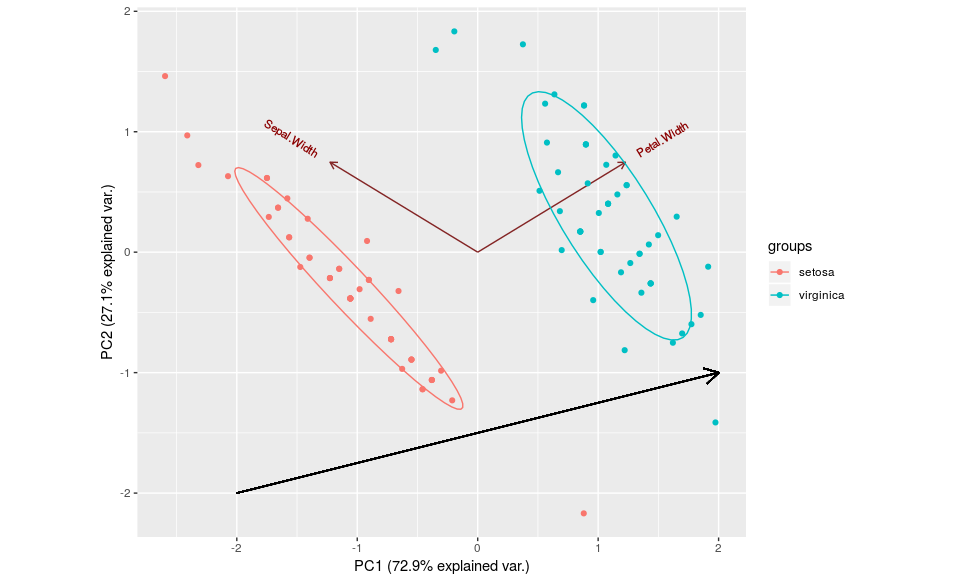 2
1
0
-1
-2
PC2 (27.1% explained var.)
Sepal.Width
Petal.Width
-2
-1
0
1
2
PC1 (72.9% explained var.)
groups
setosa
virginica